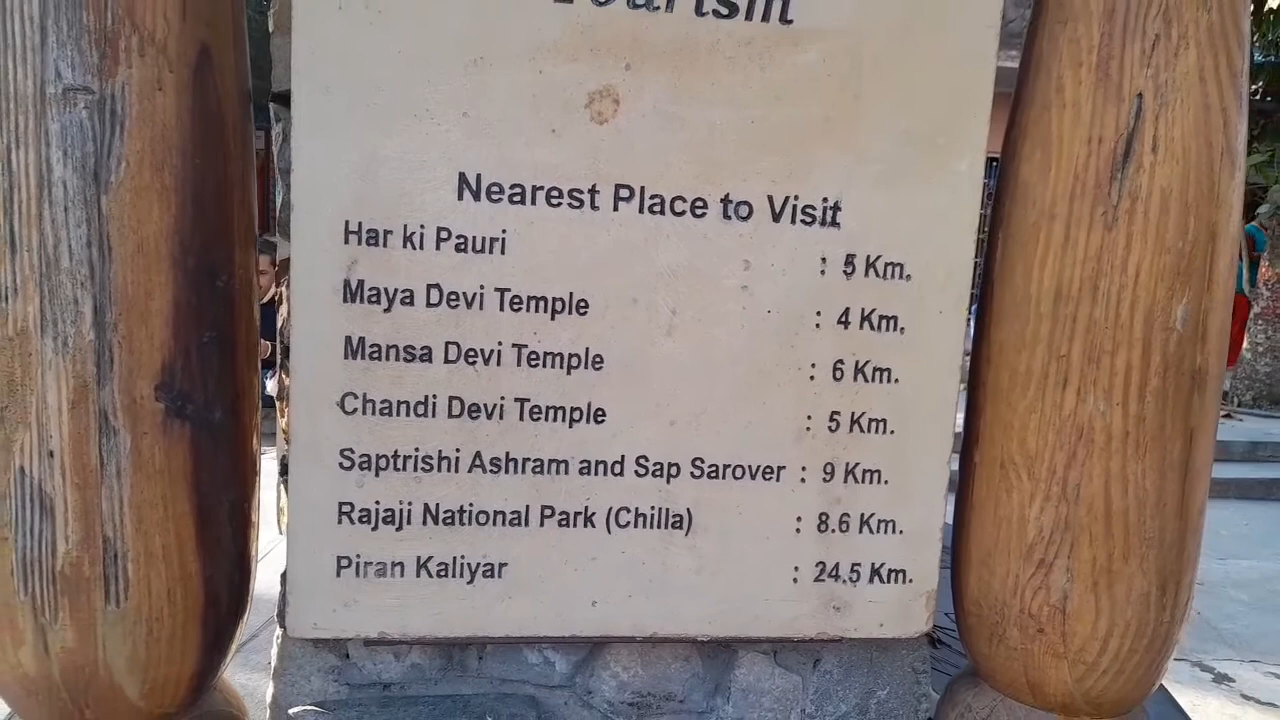 Nearest Place to Visit
Har ki Pauri : 5 Km.
Maya Devi Temple : 4 Km.
Mansa Devi Temple : 6 Km.
Chandi Devi Temple : 5 Km.
Saptrishi Ashram and Sap Sarover : 9 Km.
Rajaji National Park (Chilla) : 8.6 Km.
Piran Kaliyar : 24.5 Km.